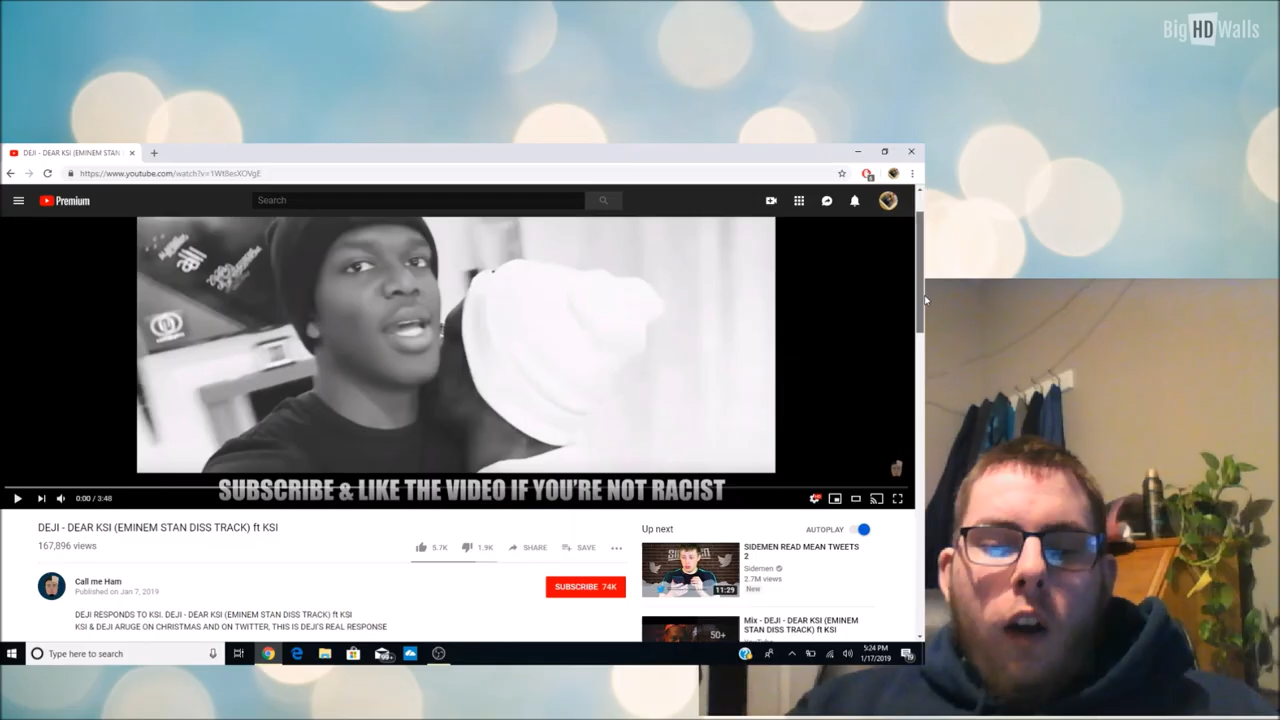 Big HD Walls
DEJI - DEAR KSI (EMINEM STAN
https://www.youtube.com/watch?v=1Wt8esXOVgE
Premium
Search
SUBSCRIBE & LIKE THE VIDEO IF YOU'RE NOT RACIST
0:00 / 3:48
DEJI - DEAR KSI (EMINEM STAN DISS TRACK) ft KSI
167,896 views
5.7K
1.9K
SHARE
SAVE
Call me Ham
Published on Jan 7, 2019
SUBSCRIBE 74K
DEJI RESPONDS TO KSI. DEJI - DEAR KSI (EMINEM STAN DISS TRACK) ft KSI
KSI & DEJI ARUGE ON CHRISTMAS AND ON TWITTER, THIS IS DEJI'S REAL RESPONSE
Up next
AUTOPLAY
11:29
SIDEMEN READ MEAN TWEETS
2
Sidemen
2.7M views
New
50+
Mix - DEJI - DEAR KSI (EMINEM
STAN DISS TRACK) ft KSI
Type here to search
5:24 PM
1/17/2019